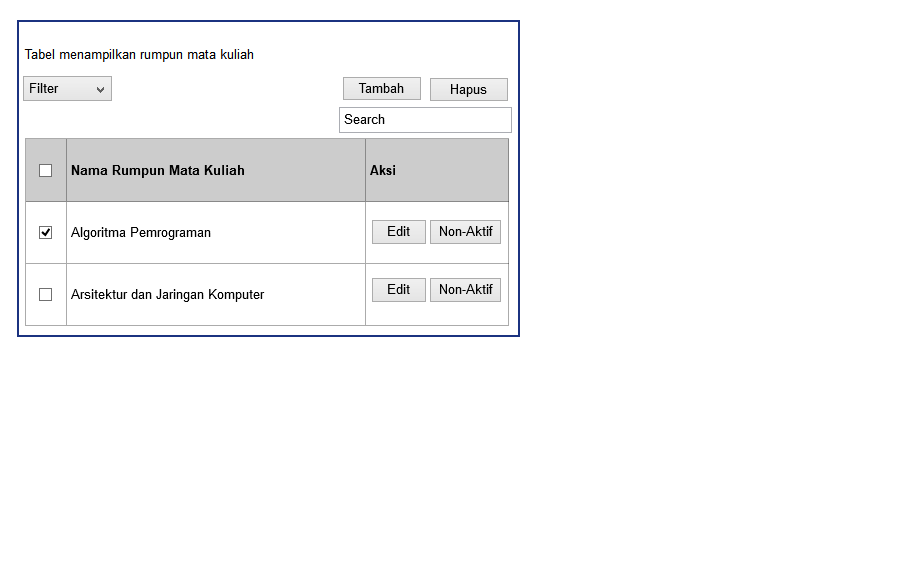 Tabel menampilkan rumpun mata kuliah
Filter
Tambah
Hapus
Search
Nama Rumpun Mata Kuliah
Aksi
Algoritma Pemrograman
Edit
Non-Aktif
Arsitektur dan Jaringan Komputer
Edit
Non-Aktif